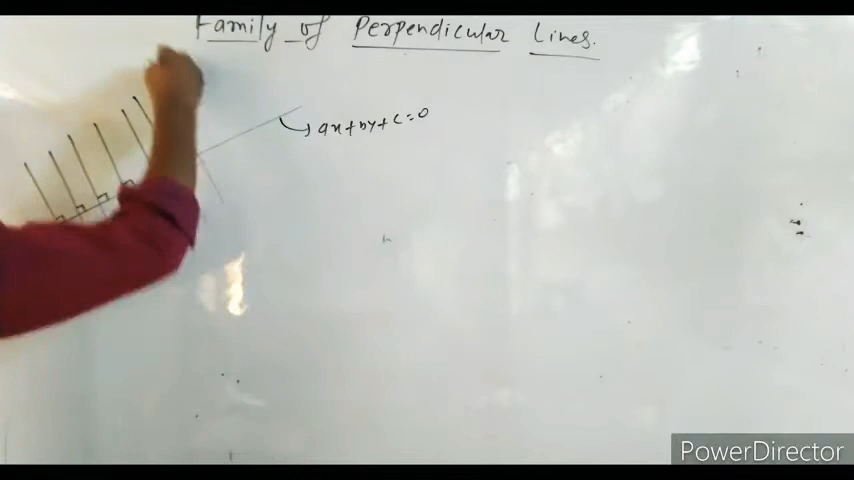 Family of Perpendicular Lines.
ax+by+c=0
PowerDirector